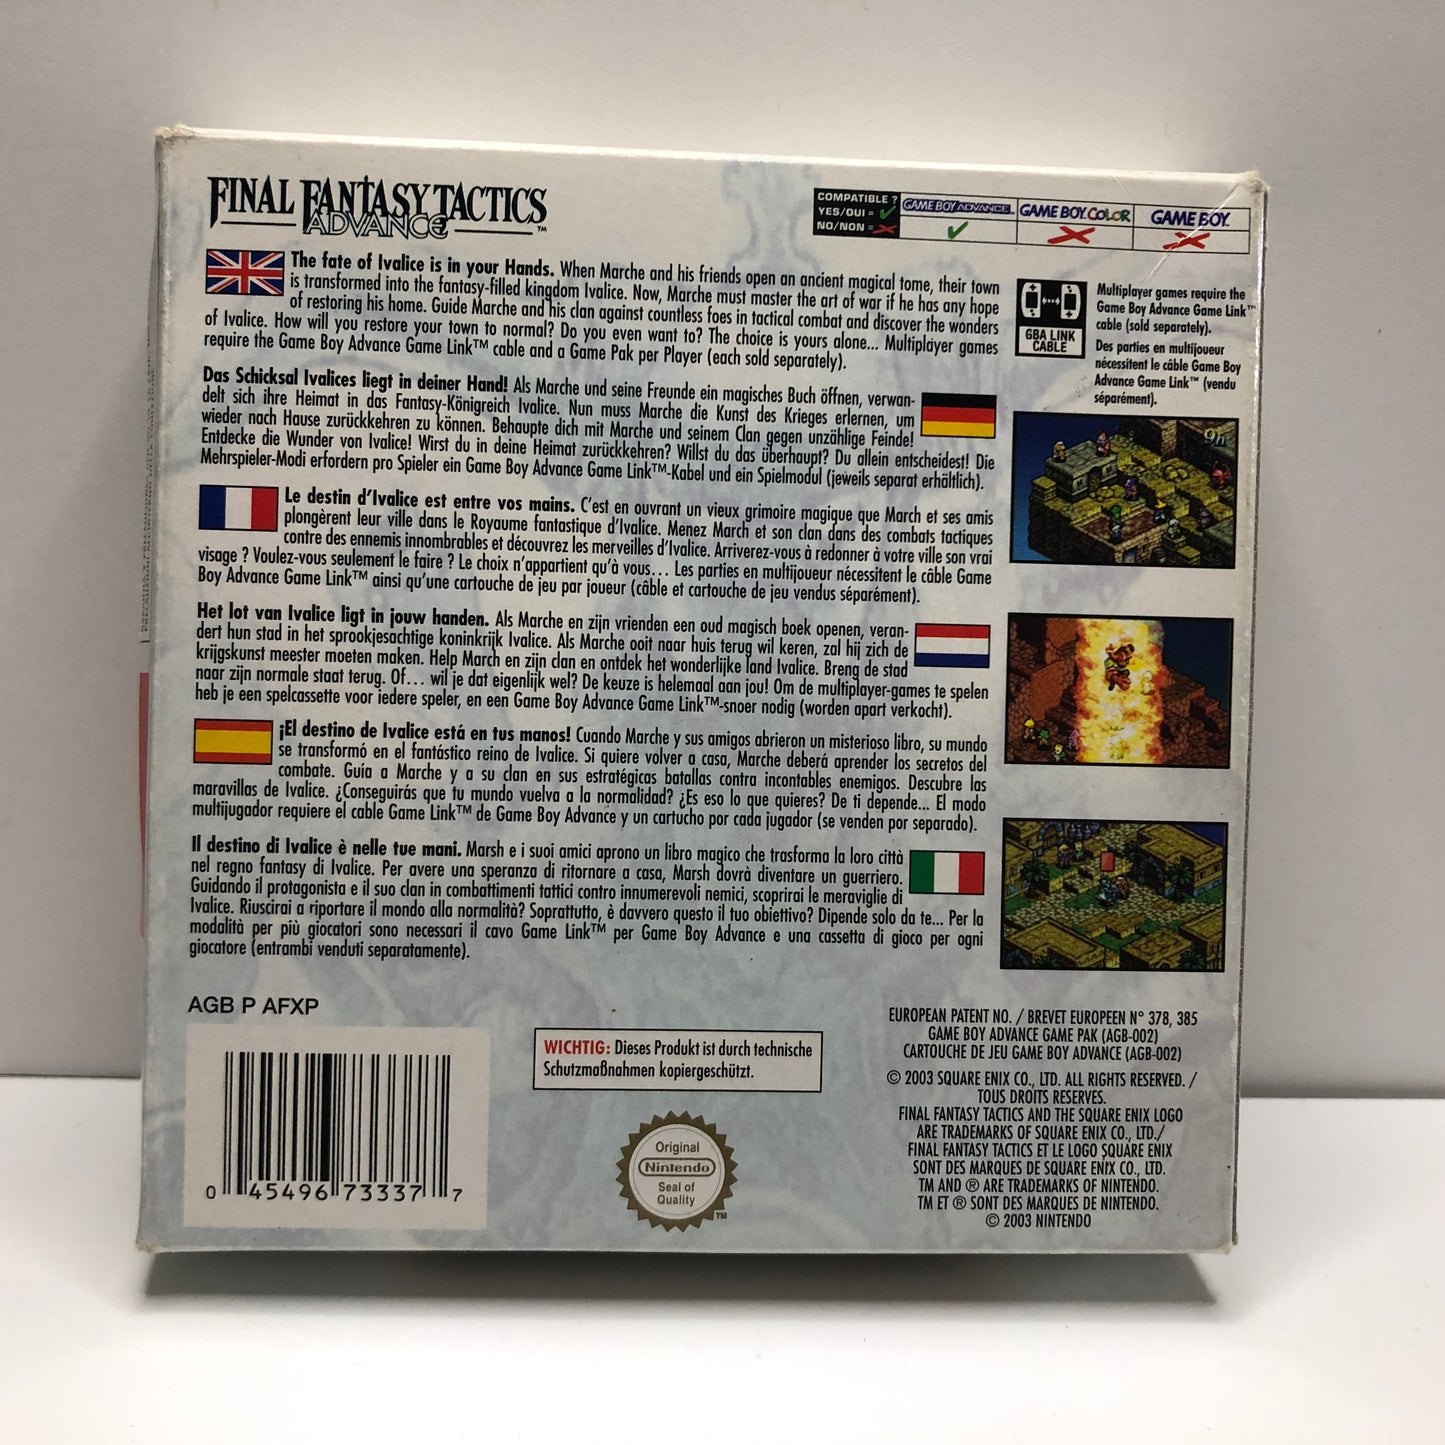 FINAL FANTASY TACTICS
ADVANCE™
COMPATIBLE ?
YES/OUI =
NO/NON =
GAME BOY ADVANCE
GAME BOY COLOR
GAME BOY
The fate of Ivalice is in your Hands. When Marche and his friends open an ancient magical tome, their town
is transformed into the fantasy-filled kingdom Ivalice. Now, Marche must master the art of war if he has any hope
of restoring his home. Guide Marche and his clan against countless foes in tactical combat and discover the wonders
of Ivalice. How will you restore your town to normal? Do you even want to? The choice is yours alone... Multiplayer games
require the Game Boy Advance Game Link™ cable and a Game Pak per Player (each sold separately).
GBA LINK
CABLE
Multiplayer games require the
Game Boy Advance Game Link™
cable (sold separately).
Des parties en multijoueur
nécessitent le câble Game Boy
Advance Game Link™ (vendu
séparément).
Das Schicksal Ivalices liegt in deiner Hand! Als Marche und seine Freunde ein magisches Buch öffnen, verwan-
delt sich ihre Heimat in das Fantasy-Königreich Ivalice. Nun muss Marche die Kunst des Krieges erlernen, um
wieder nach Hause zurückkehren zu können. Behaupte dich mit Marche und seinem Clan gegen unzählige Feinde!
Entdecke die Wunder von Ivalice! Wirst du in deine Heimat zurückkehren? Willst du das überhaupt? Du allein entscheidest! Die
Mehrspieler-Modi erfordern pro Spieler ein Game Boy Advance Game Link™-Kabel und ein Spielmodul (jeweils separat erhältlich).
Le destin d'Ivalice est entre vos mains. C'est en ouvrant un vieux grimoire magique que March et ses amis
plongèrent leur ville dans le Royaume fantastique d'Ivalice. Menez March et son clan dans des combats tactiques
contre des ennemis innombrables et découvrez les merveilles d'Ivalice. Arriverez-vous à redonner à votre ville son vrai
visage ? Voulez-vous seulement le faire ? Le choix n'appartient qu'à vous... Les parties en multijoueur nécessitent le câble Game
Boy Advance Game Link™ ainsi qu'une cartouche de jeu par joueur (câble et cartouche de jeu vendus séparément).
Het lot van Ivalice ligt in jouw handen. Als Marche en zijn vrienden een oud magisch boek openen, veran-
dert hun stad in het sprookjesachtige koninkrijk Ivalice. Als Marche ooit naar huis terug wil keren, zal hij zich de
krijgskunst meester moeten maken. Help March en zijn clan en ontdek het wonderlijke land Ivalice. Breng de stad
naar zijn normale staat terug. Of... wil je dat eigenlijk wel? De keuze is helemaal aan jou! Om de multiplayer-games te spelen
heb je een spelcassette voor iedere speler, en een Game Boy Advance Game Link™-snoer nodig (worden apart verkocht).
¡El destino de Ivalice está en tus manos! Cuando Marche y sus amigos abrieron un misterioso libro, su mundo
se transformó en el fantástico reino de Ivalice. Si quiere volver a casa, Marche deberá aprender los secretos del
combate. Guía a Marche y a su clan en sus estratégicas batallas contra incontables enemigos. Descubre las
maravillas de Ivalice. ¿Conseguirás que tu mundo vuelva a la normalidad? ¿Es eso lo que quieres? De ti depende... El modo
multijugador requiere el cable Game Link™ de Game Boy Advance y un cartucho por cada jugador (se venden por separado).
Il destino di Ivalice è nelle tue mani. Marsh e i suoi amici aprono un libro magico che trasforma la loro città
nel regno fantasy di Ivalice. Per avere una speranza di ritornare a casa, Marsh dovrà diventare un guerriero.
Guidando il protagonista e il suo clan in combattimenti tattici contro innumerevoli nemici, scoprirai le meraviglie di
Ivalice. Riuscirai a riportare il mondo alla normalità? Soprattutto, è davvero questo il tuo obiettivo? Dipende solo da te... Per la
modalità per più giocatori sono necessari il cavo Game Link™ per Game Boy Advance e una cassetta di gioco per ogni
giocatore (entrambi venduti separatamente).
AGB P AFXP
0 45496 73337 7
WICHTIG: Dieses Produkt ist durch technische
Schutzmaßnahmen kopiergeschützt.
Original
Nintendo
Seal of
Quality
™
EUROPEAN PATENT NO. / BREVET EUROPEEN N° 378, 385
GAME BOY ADVANCE GAME PAK (AGB-002)
CARTOUCHE DE JEU GAME BOY ADVANCE (AGB-002)
© 2003 SQUARE ENIX CO., LTD. ALL RIGHTS RESERVED. /
TOUS DROITS RESERVES.
FINAL FANTASY TACTICS AND THE SQUARE ENIX LOGO
ARE TRADEMARKS OF SQUARE ENIX CO., LTD./
FINAL FANTASY TACTICS ET LE LOGO SQUARE ENIX
SONT DES MARQUES DE SQUARE ENIX CO., LTD.
TM AND ® ARE TRADEMARKS OF NINTENDO.
TM ET ® SONT DES MARQUES DE NINTENDO.
© 2003 NINTENDO